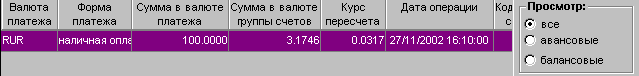 Валюта платежа Форма платежа Сумма в валюте платежа Сумма в валюте группы счетов Курс пересчета Дата операции Код с
RUR наличная опла 100.0000 3.1746 0.0317 27/11/2002 16:10:00
Просмотр:
все
авансовые
балансовые